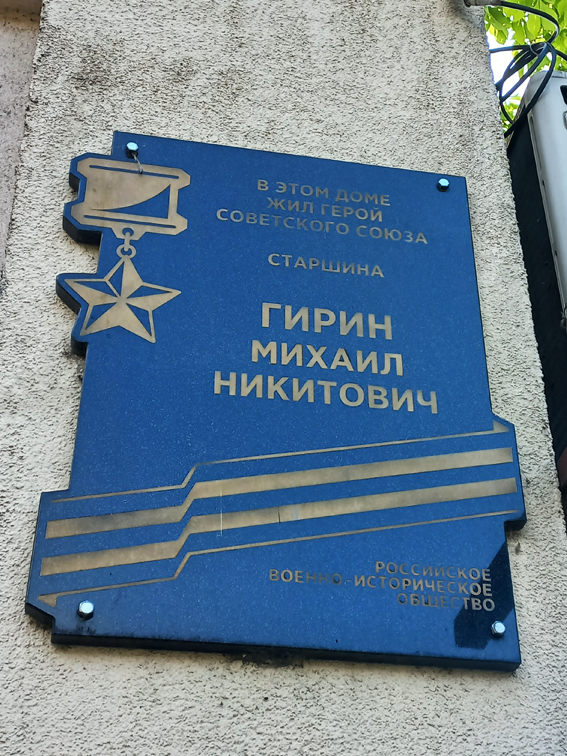 В ЭТОМ ДОМЕ
ЖИЛ ГЕРОЙ
СОВЕТСКОГО СОЮЗА
СТАРШИНА
ГИРИН
МИХАИЛ
НИКИТОВИЧ
РОССИЙСКОЕ
ВОЕННО-ИСТОРИЧЕСКОЕ
ОБЩЕСТВО